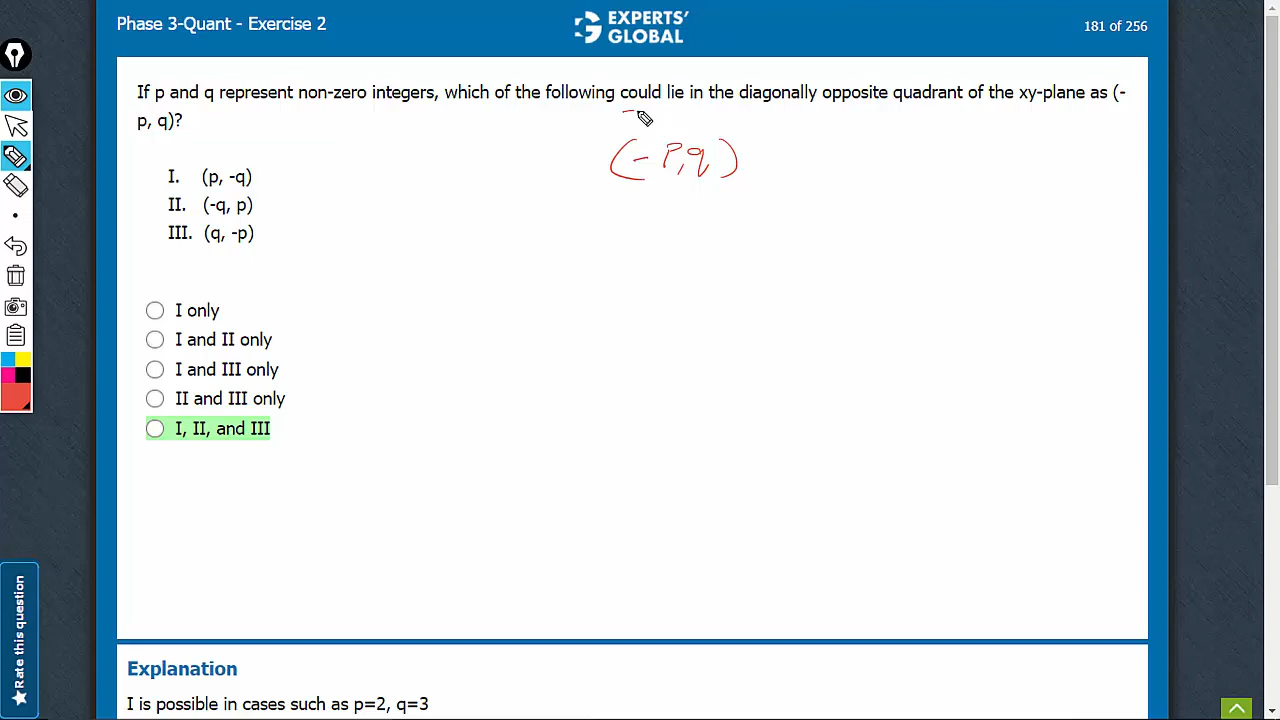 Phase 3-Quant - Exercise 2
EXPERTS'
GLOBAL
181 of 256
If p and q represent non-zero integers, which of the following could lie in the diagonally opposite quadrant of the xy-plane as (-
p, q)?
(- p, q)
I. (p, -q)
II. (-q, p)
III. (q, -p)
I only
I and II only
I and III only
II and III only
I, II, and III
Rate this question
Explanation
I is possible in cases such as p=2, q=3